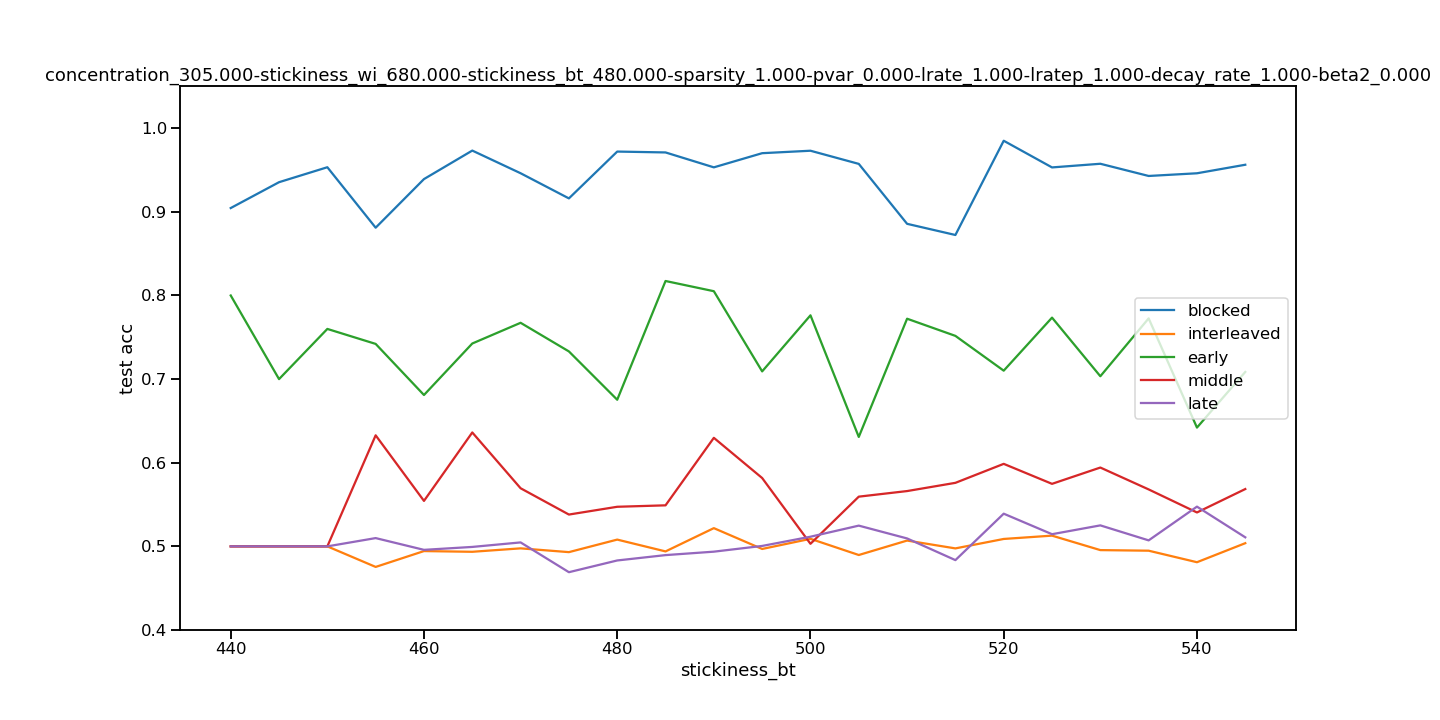 concentration_305.000-stickiness_wi_680.000-stickiness_bt_480.000-sparsity_1.000-pvar_0.000-lrate_1.000-lratep_1.000-decay_rate_1.000-beta2_0.000
1.0
0.9
0.8
0.7
0.6
0.5
0.4
test acc
blocked
interleaved
early
middle
late
440 460 480 500 520 540
stickiness_bt